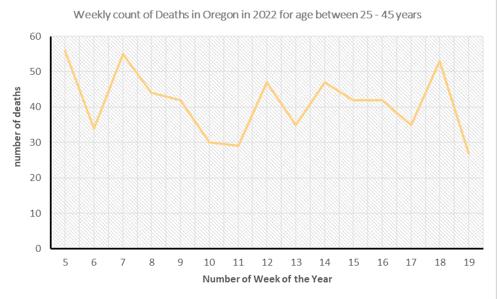 Weekly count of Deaths in Oregon in 2022 for age between 25 - 45 years
60
50
40
30
20
10
0
number of deaths
5 6 7 8 9 10 11 12 13 14 15 16 17 18 19
Number of Week of the Year